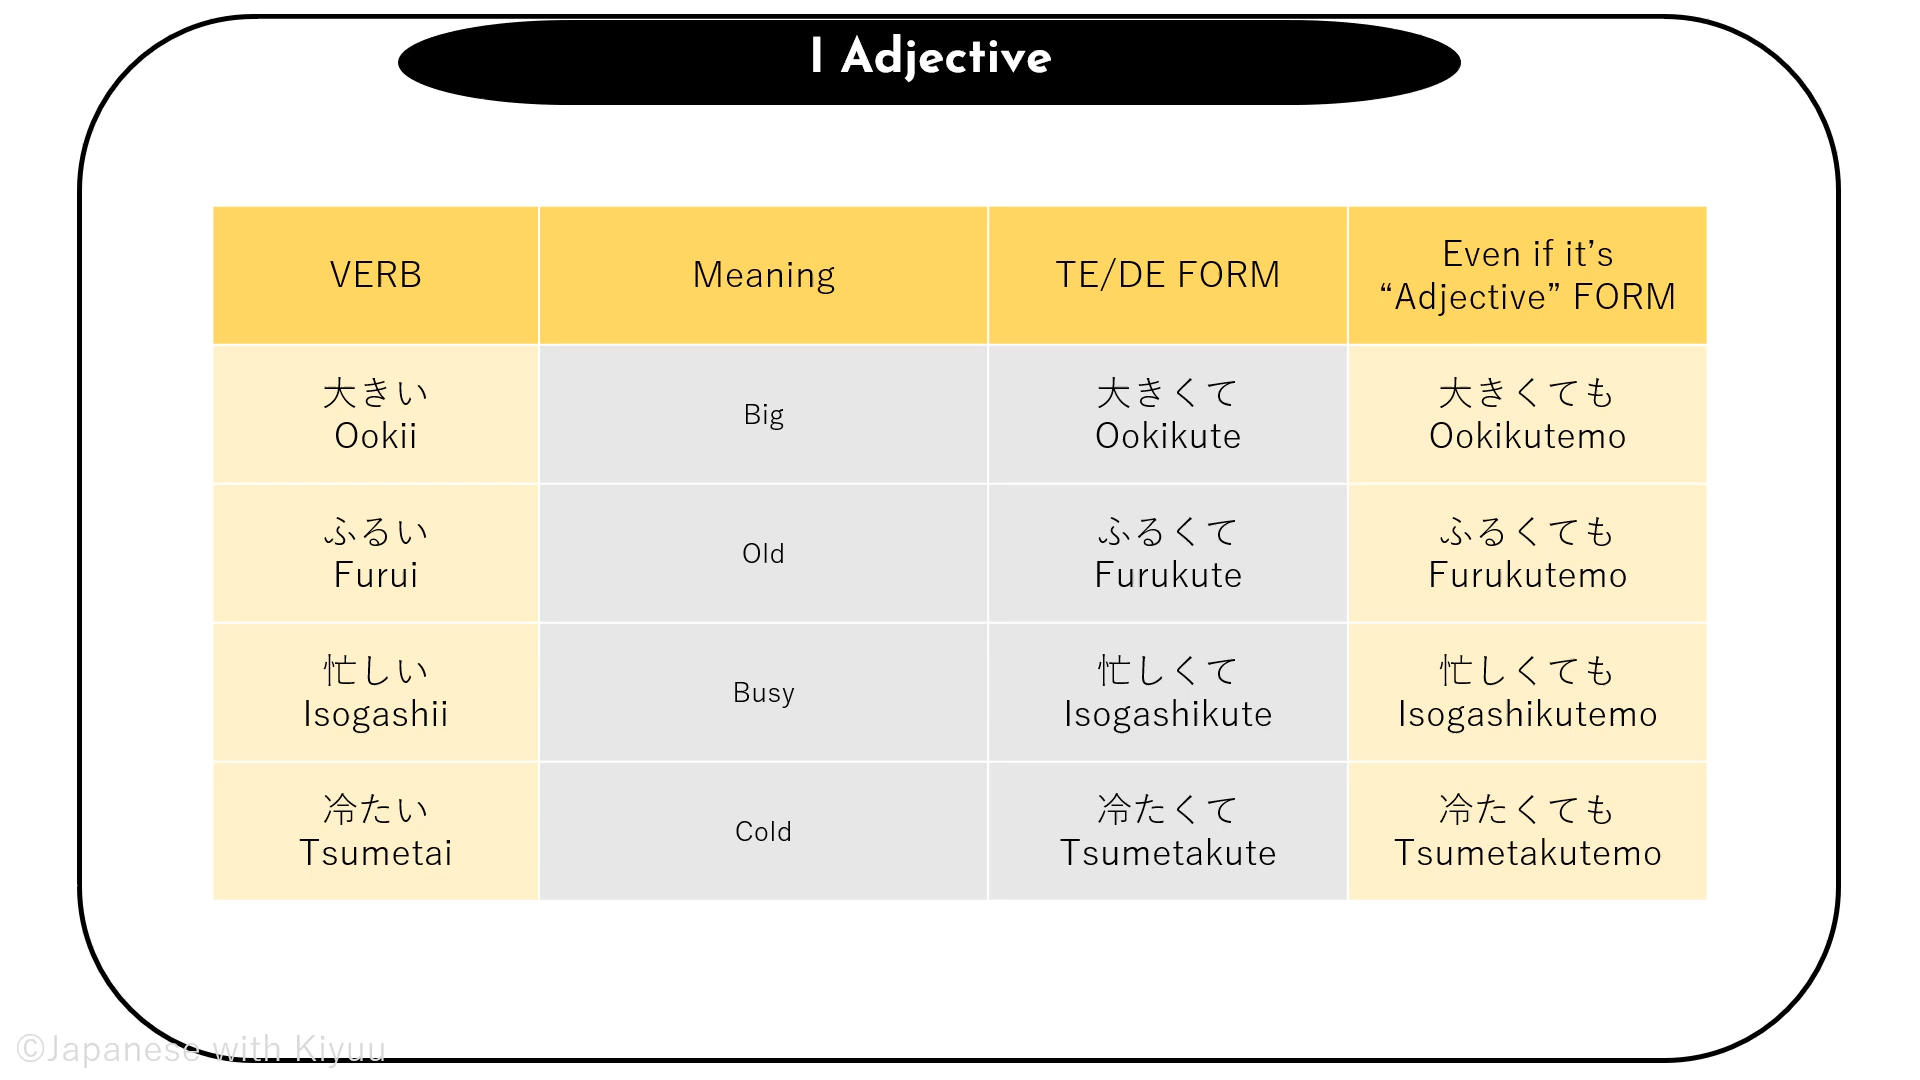 I Adjective
VERB
Meaning
TE/DE FORM
Even if it’s
“Adjective” FORM
大きい
Ookii
Big
大きくて
Ookikute
大きくても
Ookikutemo
ふるい
Furui
Old
ふるくて
Furukute
ふるくても
Furukutemo
忙しい
Isogashii
Busy
忙しくて
Isogashikute
忙しくても
Isogashikutemo
冷たい
Tsumetai
Cold
冷たくて
Tsumetakute
冷たくても
Tsumetakutemo
©Japanese with Kiyuu